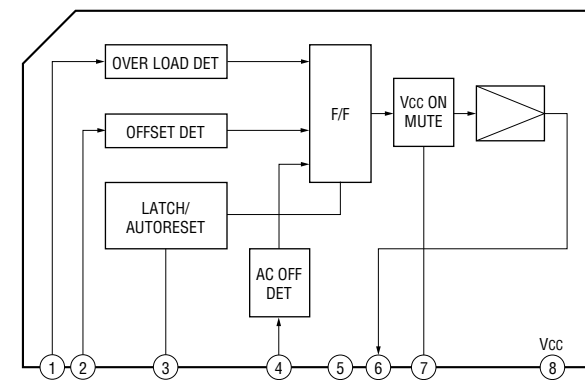 OVER LOAD DET
OFFSET DET
LATCH/
AUTORESET
AC OFF
DET
F/F
VCC ON
MUTE
VCC
1 2 3 4 5 6 7 8